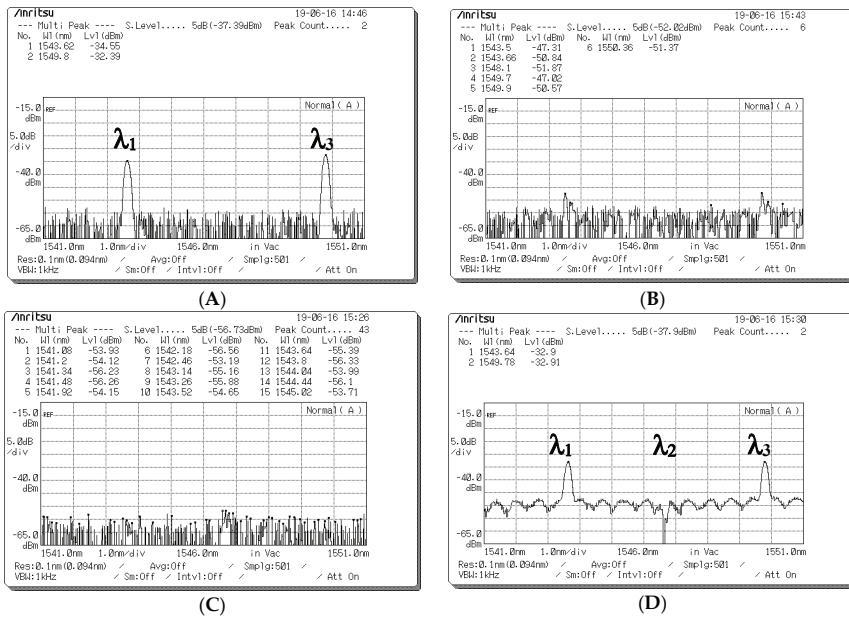 Anritsu 19-06-16 14:46
--- Multi Peak ---- S.Level..... 5dB(-37.39dBm) Peak Count..... 2
No. Wl(nm) Lvl(dBm)
1 1543.62 -34.55
2 1549.8 -32.39
Normal(A)
-15.0 REF
dBm
5.0dB
/div
λ1 λ3
-40.0
dBm
-65.0
dBm
1541.0nm 1.0nm/div 1546.0nm in Vac 1551.0nm
Res:0.1nm(0.094nm) / Avg:Off / Smplg:501 /
VBW:1kHz / Sm:Off / Intvl:Off / / Att On
(A)
Anritsu 19-06-16 15:43
--- Multi Peak ---- S.Level..... 5dB(-52.02dBm) Peak Count..... 6
No. Wl(nm) Lvl(dBm) No. Wl(nm) Lvl(dBm)
1 1543.5 -47.31 6 1550.36 -51.37
2 1543.66 -50.84
3 1548.1 -51.87
4 1549.7 -47.02
5 1549.9 -50.57
Normal(A)
-15.0 REF
dBm
5.0dB
/div
-40.0
dBm
-65.0
dBm
1541.0nm 1.0nm/div 1546.0nm in Vac 1551.0nm
Res:0.1nm(0.094nm) / Avg:Off / Smplg:501 /
VBW:1kHz / Sm:Off / Intvl:Off / / Att On
(B)
Anritsu 19-06-16 15:26
--- Multi Peak ---- S.Level..... 5dB(-56.73dBm) Peak Count..... 43
No. Wl(nm) Lvl(dBm) No. Wl(nm) Lvl(dBm) No. Wl(nm) Lvl(dBm)
1 1541.08 -53.93 6 1542.18 -56.56 11 1543.64 -55.39
2 1541.2 -54.12 7 1542.46 -53.19 12 1543.8 -56.33
3 1541.34 -56.23 8 1543.14 -55.16 13 1544.04 -53.99
4 1541.48 -56.26 9 1543.26 -55.88 14 1544.44 -56.1
5 1541.92 -54.15 10 1543.52 -54.65 15 1545.02 -53.71
Normal(A)
-15.0 REF
dBm
5.0dB
/div
-40.0
dBm
-65.0
dBm
1541.0nm 1.0nm/div 1546.0nm in Vac 1551.0nm
Res:0.1nm(0.094nm) / Avg:Off / Smplg:501 /
VBW:1kHz / Sm:Off / Intvl:Off / / Att On
(C)
Anritsu 19-06-16 15:30
--- Multi Peak ---- S.Level..... 5dB(-37.9dBm) Peak Count..... 2
No. Wl(nm) Lvl(dBm)
1 1543.64 -32.9
2 1549.78 -32.91
Normal(A)
-15.0 REF
dBm
5.0dB
/div
λ1 λ2 λ3
-40.0
dBm
-65.0
dBm
1541.0nm 1.0nm/div 1546.0nm in Vac 1551.0nm
Res:0.1nm(0.094nm) / Avg:Off / Smplg:501 /
VBW:1kHz / Sm:Off / Intvl:Off / / Att On
(D)